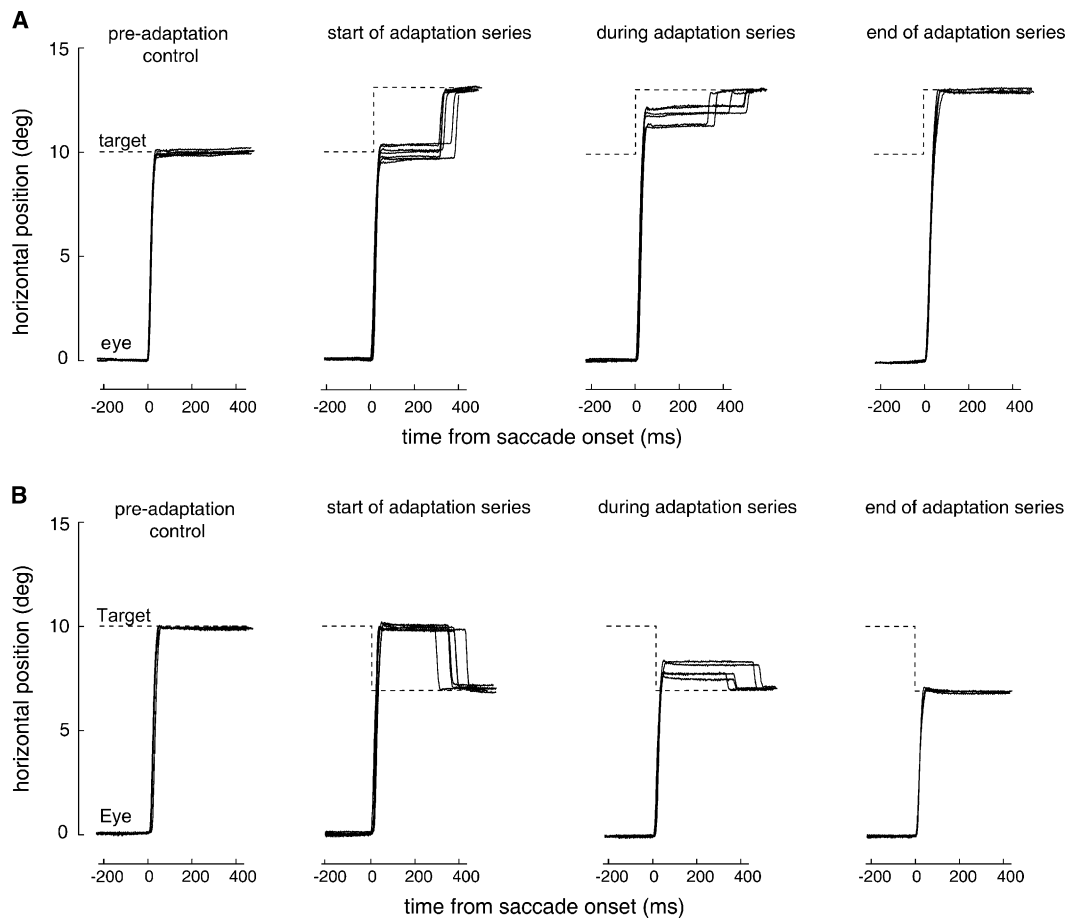 A
pre-adaptation
control
start of adaptation series
during adaptation series
end of adaptation series
horizontal position (deg)
15
10
5
0
target
eye
-200 0 200 400
-200 0 200 400
-200 0 200 400
-200 0 200 400
time from saccade onset (ms)
B
pre-adaptation
control
start of adaptation series
during adaptation series
end of adaptation series
horizontal position (deg)
15
10
5
0
Target
Eye
-200 0 200 400
-200 0 200 400
-200 0 200 400
-200 0 200 400
time from saccade onset (ms)